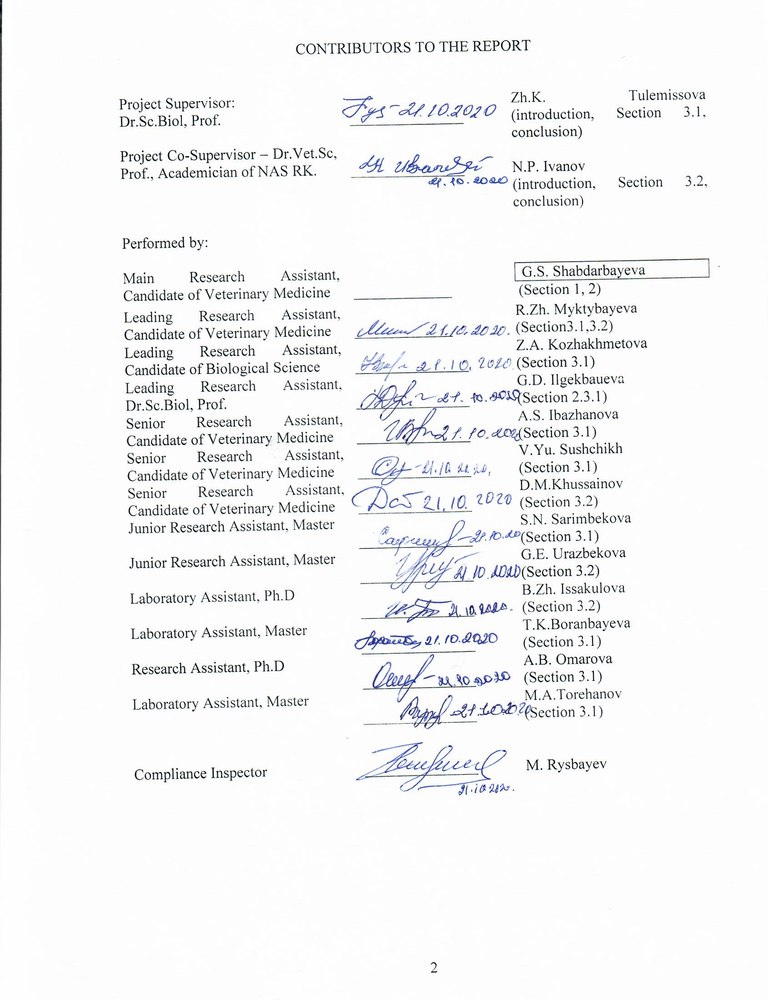 CONTRIBUTORS TO THE REPORT
Project Supervisor:
Dr.Sc.Biol, Prof.
21.10.2020
Zh.K. Tulemissova
(introduction, Section 3.1,
conclusion)
Project Co-Supervisor – Dr.Vet.Sc,
Prof., Academician of NAS RK.
21.10.2020
N.P. Ivanov
(introduction, Section 3.2,
conclusion)
Performed by:
Main Research Assistant,
Candidate of Veterinary Medicine
G.S. Shabdarbayeva
(Section 1, 2)
Leading Research Assistant,
Candidate of Veterinary Medicine
21.10.2020.
R.Zh. Myktybayeva
(Section3.1,3.2)
Leading Research Assistant,
Candidate of Biological Science
21.10.2020.
Z.A. Kozhakhmetova
(Section 3.1)
Leading Research Assistant,
Dr.Sc.Biol, Prof.
21.10.2020
G.D. Ilgekbaueva
(Section 2.3.1)
Senior Research Assistant,
Candidate of Veterinary Medicine
21.10.202
A.S. Ibazhanova
(Section 3.1)
Senior Research Assistant,
Candidate of Veterinary Medicine
21.10.2020,
V.Yu. Sushchikh
(Section 3.1)
Senior Research Assistant,
Candidate of Veterinary Medicine
21.10.2020
D.M.Khussainov
(Section 3.2)
Junior Research Assistant, Master
21.10.20
S.N. Sarimbekova
(Section 3.1)
Junior Research Assistant, Master
21.10.2020
G.E. Urazbekova
(Section 3.2)
Laboratory Assistant, Ph.D
21.10.2020.
B.Zh. Issakulova
(Section 3.2)
Laboratory Assistant, Master
21.10.2020
T.K.Boranbayeva
(Section 3.1)
Research Assistant, Ph.D
21.10.2020
A.B. Omarova
(Section 3.1)
Laboratory Assistant, Master
21.10.2020
M.A.Torehanov
(Section 3.1)
Compliance Inspector
21.10.2020.
M. Rysbayev
2